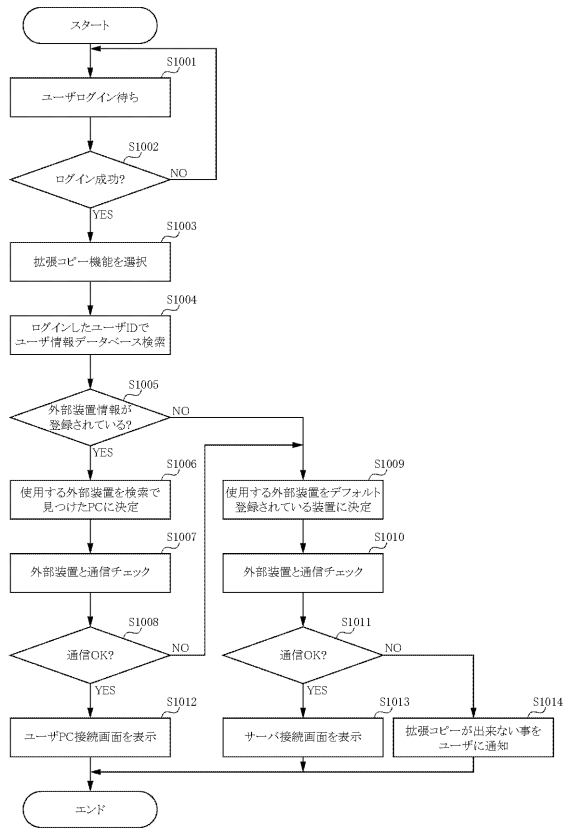 スタート
S1001
ユーザログイン待ち
S1002
ログイン成功?
NO
YES
S1003
拡張コピー機能を選択
S1004
ログインしたユーザIDで
ユーザ情報データベース検索
S1005
外部装置情報が
登録されている?
NO
YES
S1006
使用する外部装置を検索で
見つけたPCに決定
S1009
使用する外部装置をデフォルト
登録されている装置に決定
S1007
外部装置と通信チェック
S1010
外部装置と通信チェック
S1008
通信OK?
NO
YES
S1011
通信OK?
NO
YES
S1012
ユーザPC接続画面を表示
S1013
サーバ接続画面を表示
S1014
拡張コピーが出来ない事を
ユーザに通知
エンド